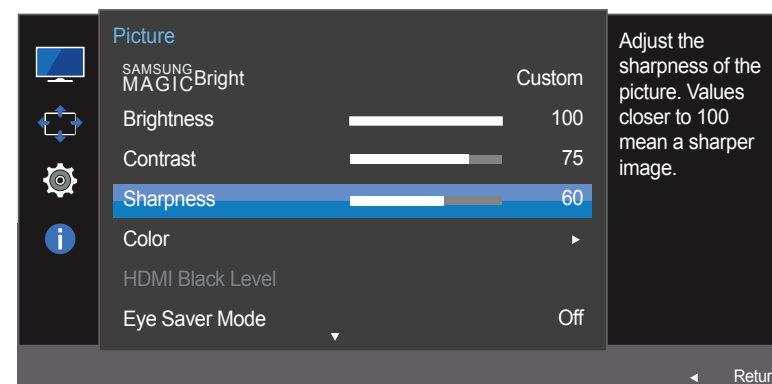 Picture
SAMSUNG
MAGICBright Custom
Brightness 100
Contrast 75
Sharpness 60
Color
HDMI Black Level
Eye Saver Mode Off
Adjust the
sharpness of the
picture. Values
closer to 100
mean a sharper
image.
Retur